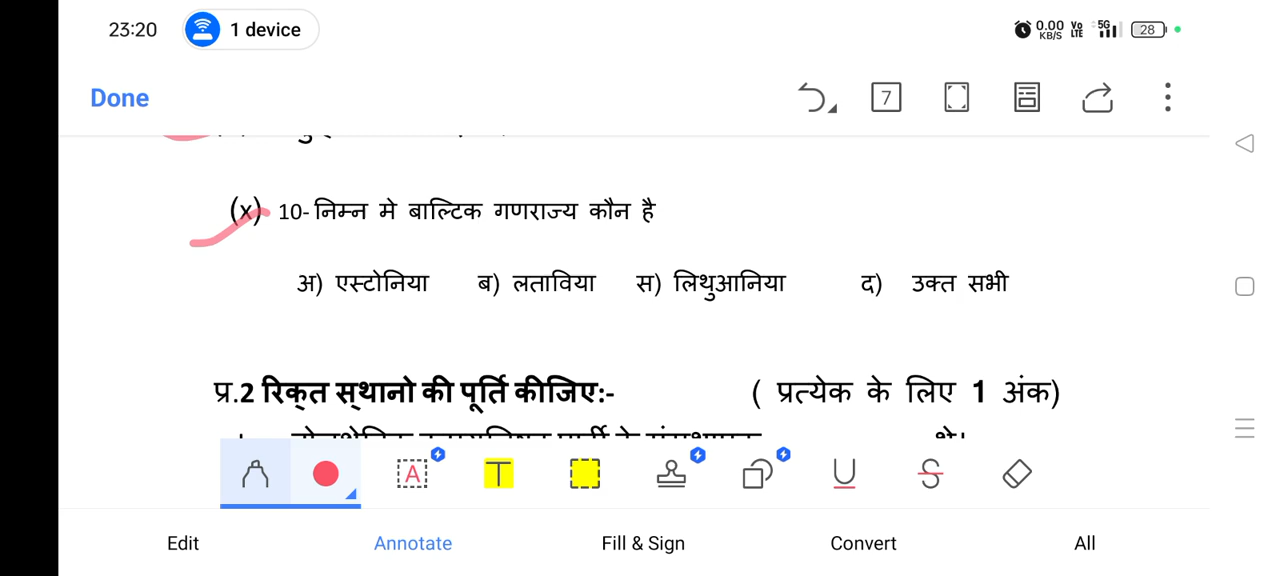 23:20 1 device 0.00 KB/S Vo LTE 5G 28
Done 7
(x) 10- निम्न मे बाल्टिक गणराज्य कौन है
अ) एस्टोनिया ब) लताविया स) लिथुआनिया द) उक्त सभी
प्र.2 रिक्त स्थानो की पूर्ति कीजिए:- ( प्रत्येक के लिए 1 अंक)
A T U S
Edit Annotate Fill & Sign Convert All